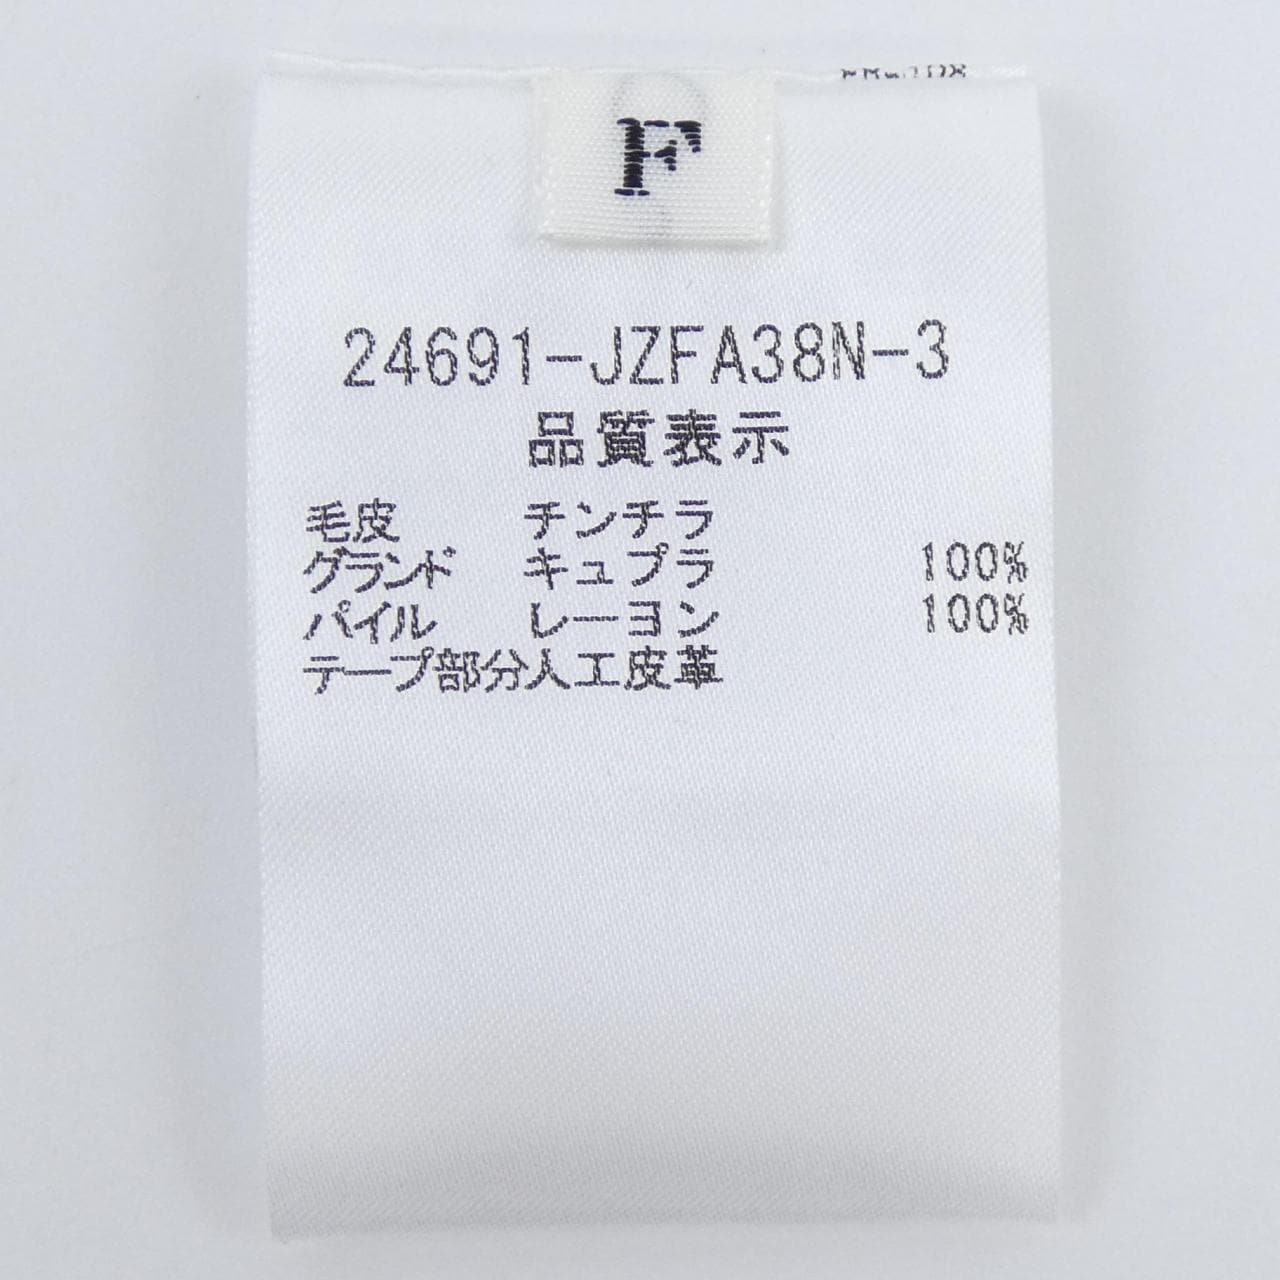 F
24691-JZFA38N-3
品質表示
毛皮 チンチラ
グランド キュプラ 100%
パイル レーヨン 100%
テープ部分人工皮革